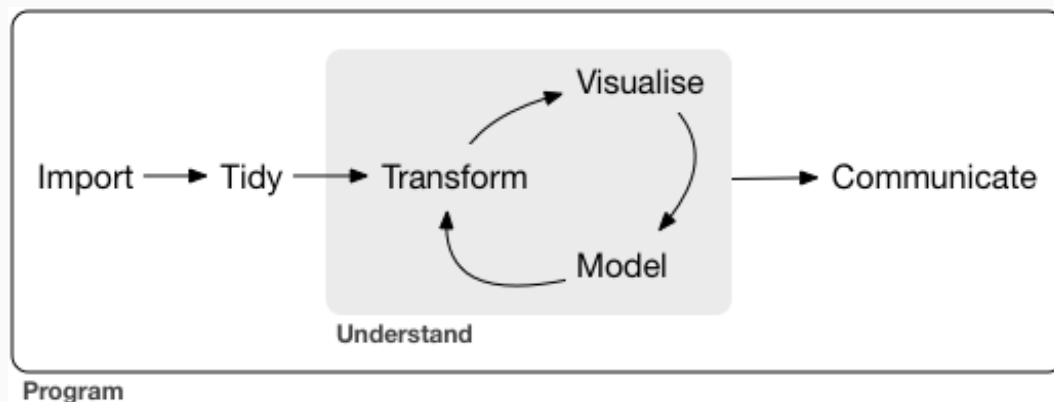 Visualise
Import Tidy Transform Communicate
Model
Understand
Program